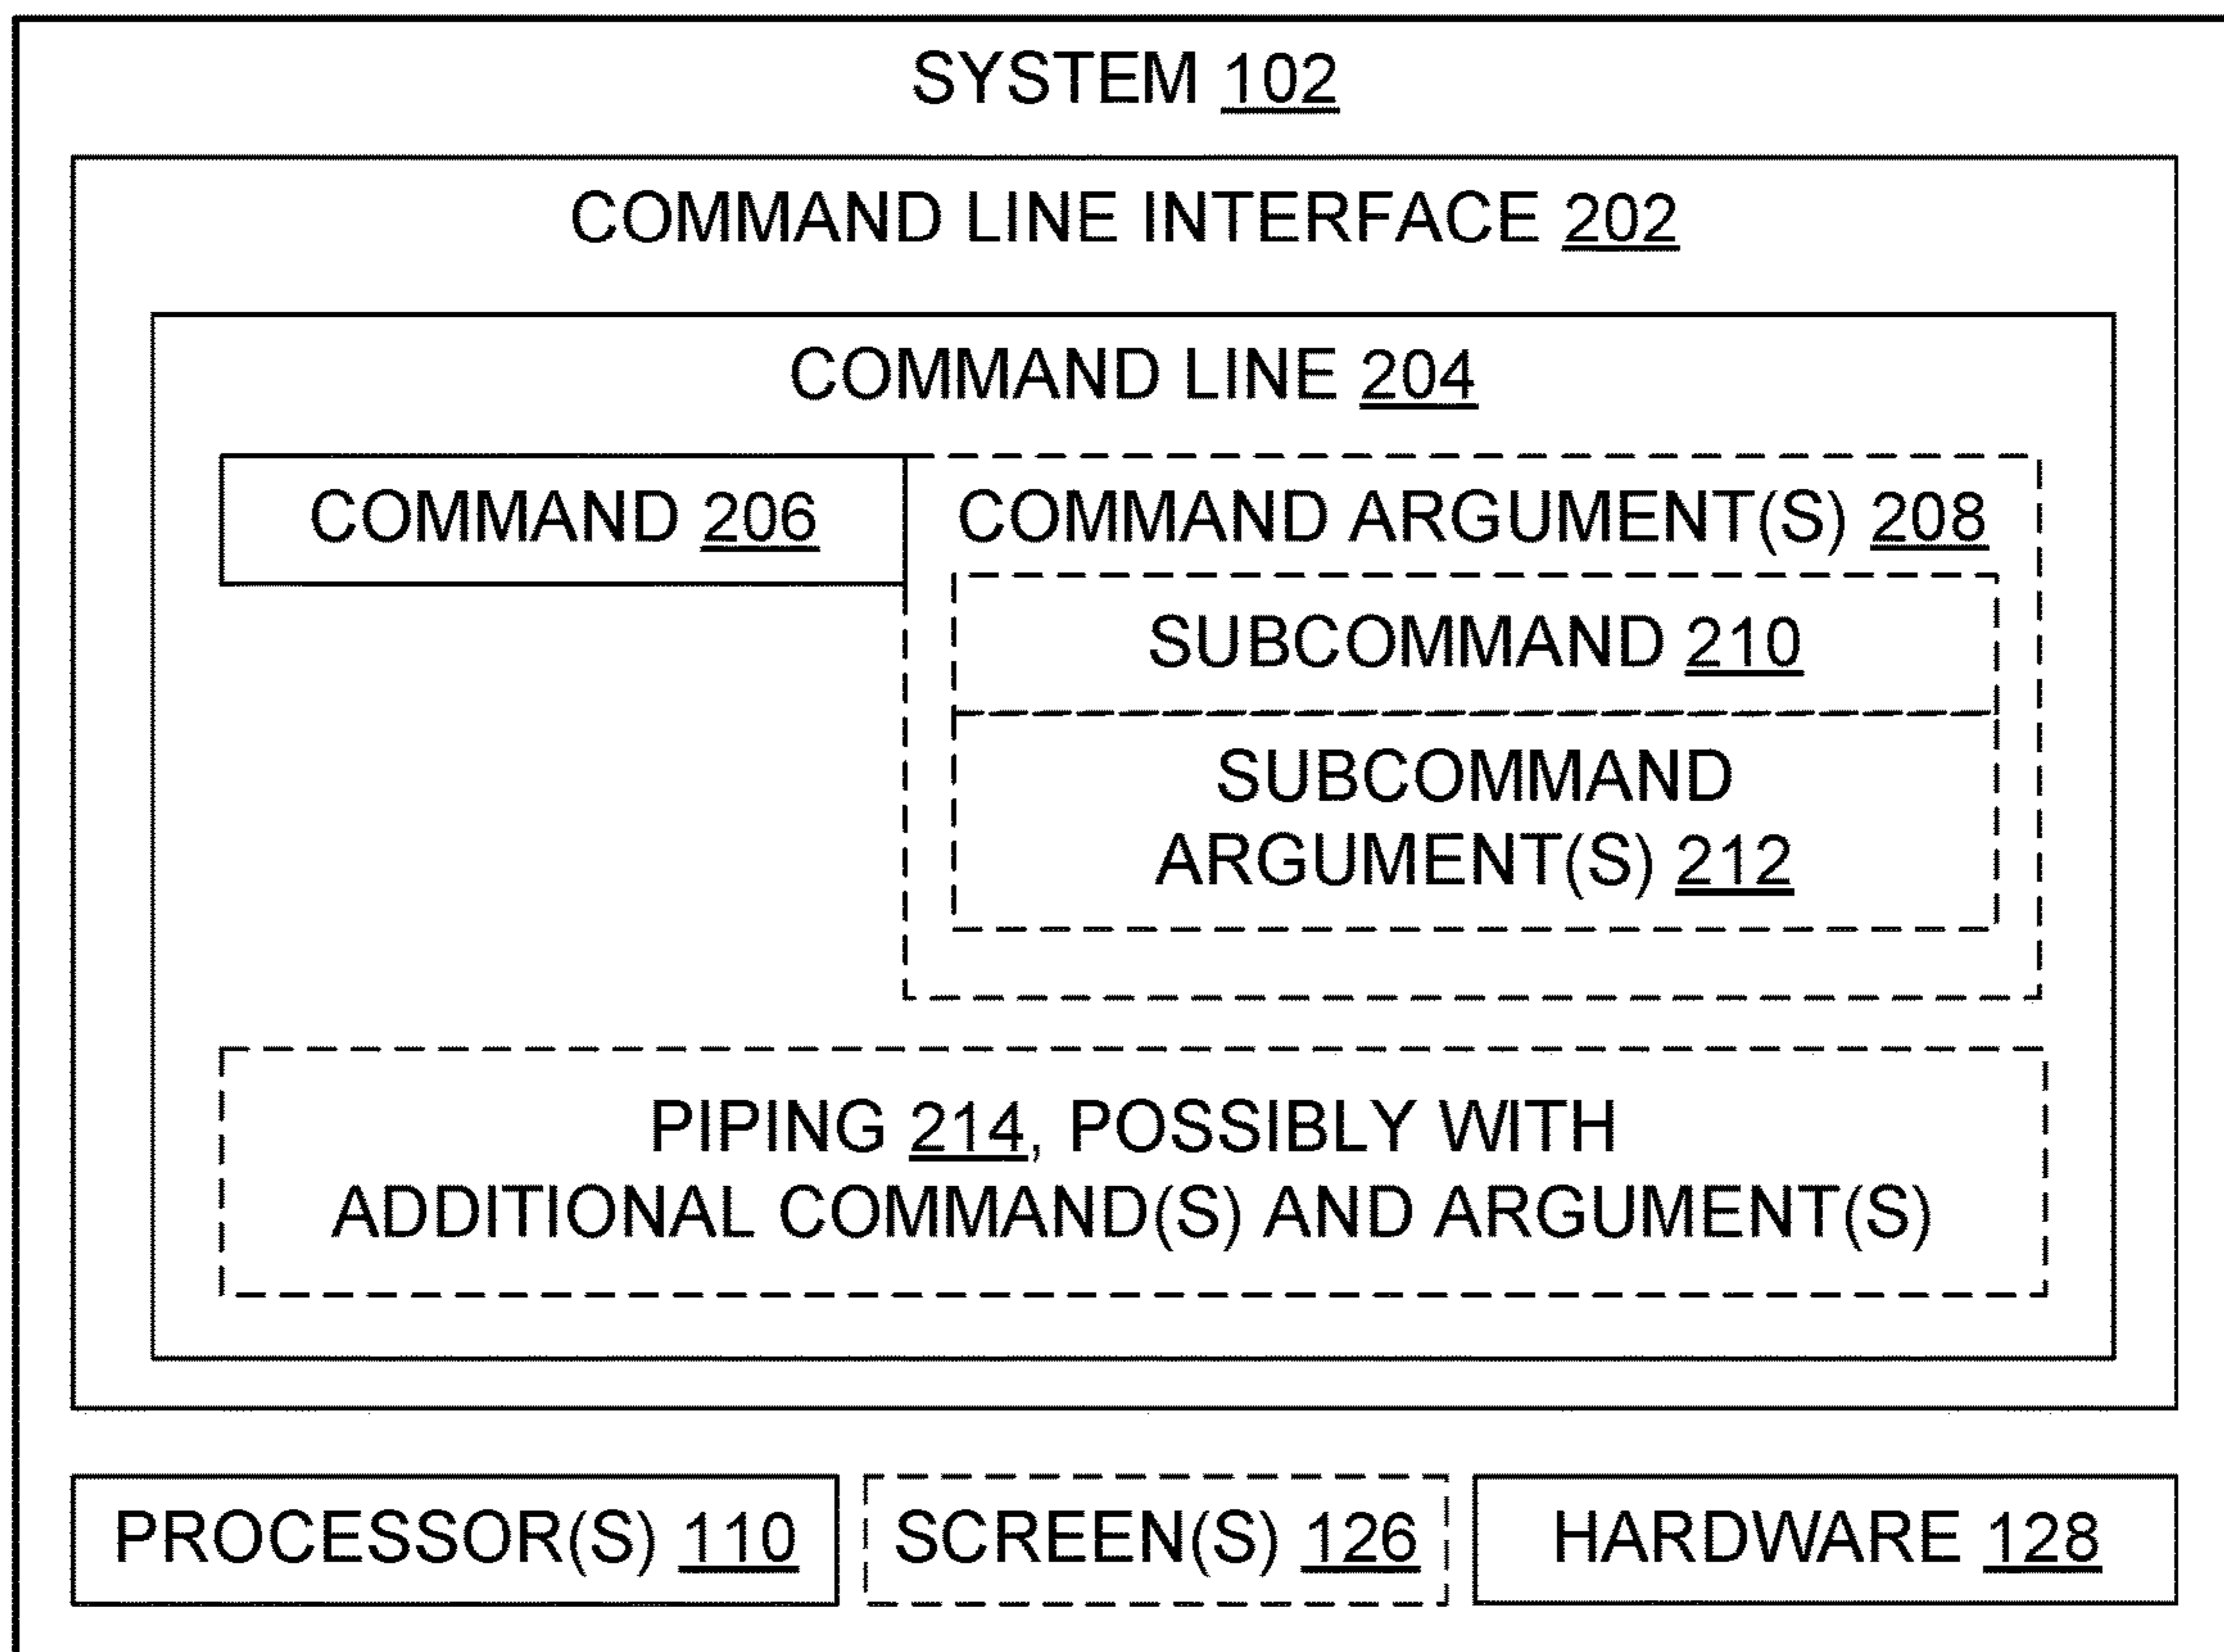 SYSTEM 102
COMMAND LINE INTERFACE 202
COMMAND LINE 204
COMMAND 206
COMMAND ARGUMENT(S) 208
SUBCOMMAND 210
SUBCOMMAND
ARGUMENT(S) 212
PIPING 214, POSSIBLY WITH
ADDITIONAL COMMAND(S) AND ARGUMENT(S)
PROCESSOR(S) 110
SCREEN(S) 126
HARDWARE 128